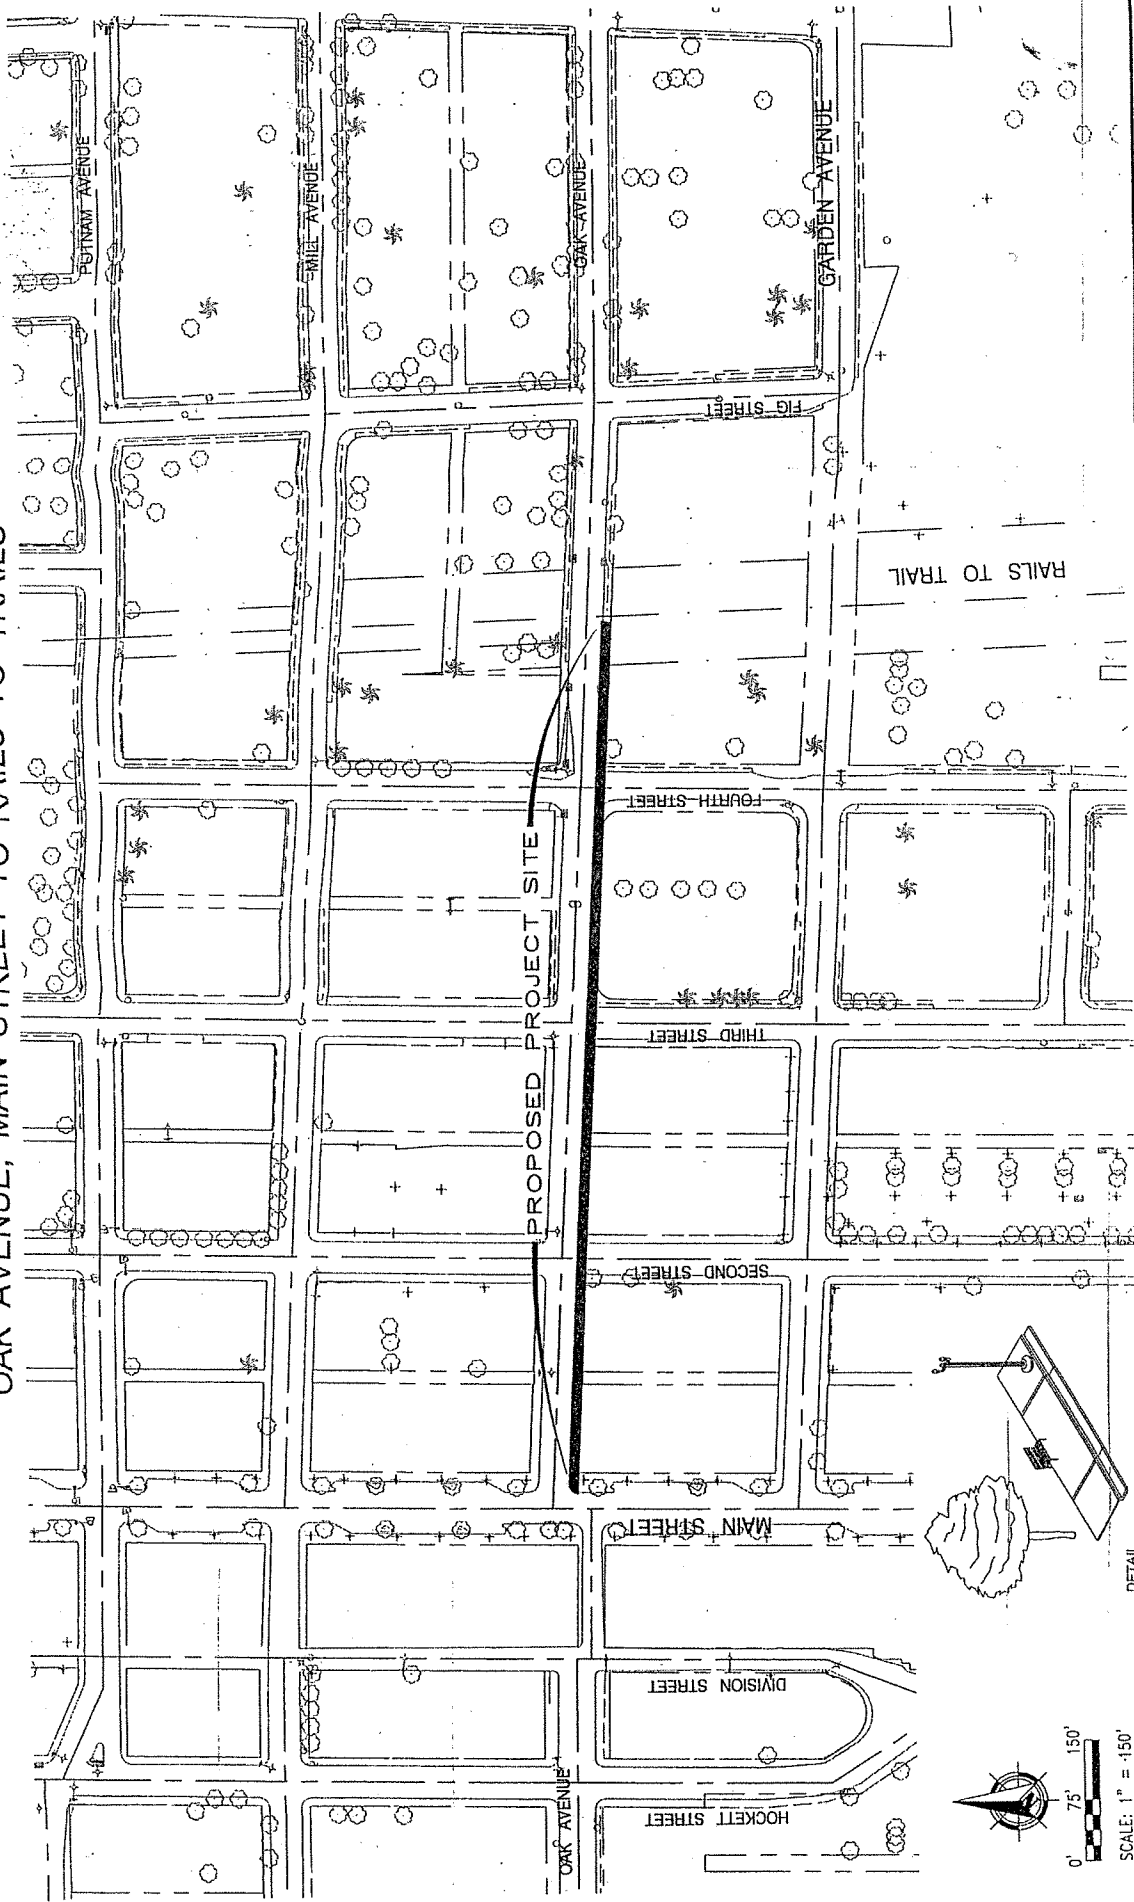 OAK AVENUE, MAIN STREET TO RAILS TO TRAILS
PUTNAM AVENUE
MILL AVENUE
OAK AVENUE
GARDEN AVENUE
FIG STREET
RAILS TO TRAIL
FOURTH STREET
PROPOSED PROJECT SITE
THIRD STREET
SECOND STREET
MAIN STREET
DIVISION STREET
HOCKETT STREET
OAK AVENUE
DETAIL
0' 75' 150'
SCALE: 1" = 150'